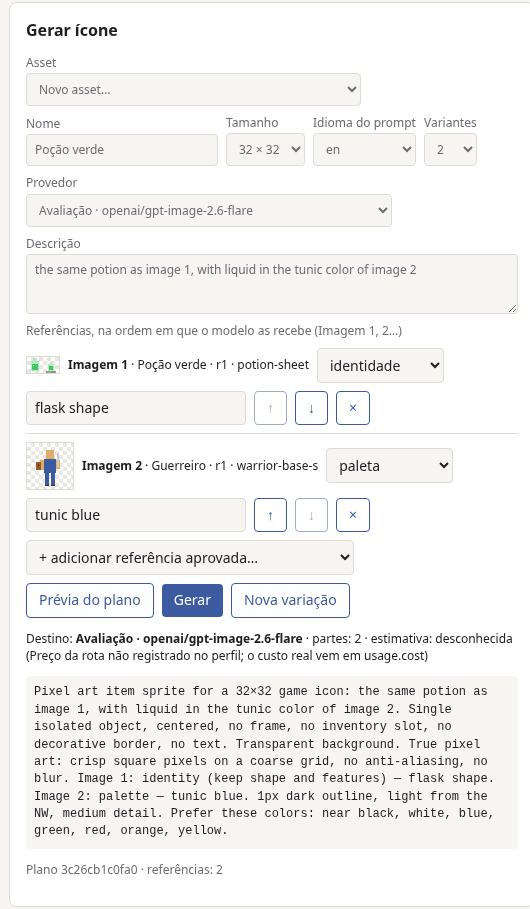 Gerar ícone
Asset
Novo asset...
Nome Tamanho Idioma do prompt Variantes
Poção verde 32 × 32 en 2
Provedor
Avaliação · openai/gpt-image-2.6-flare
Descrição
the same potion as image 1, with liquid in the tunic color of image 2
Referências, na ordem em que o modelo as recebe (Imagem 1, 2...)
Imagem 1 · Poção verde · r1 · potion-sheet identidade
flask shape ↑ ↓ ×
Imagem 2 · Guerreiro · r1 · warrior-base-s paleta
tunic blue ↑ ↓ ×
+ adicionar referência aprovada...
Prévia do plano Gerar Nova variação
Destino: Avaliação · openai/gpt-image-2.6-flare · partes: 2 · estimativa: desconhecida
(Preço da rota não registrado no perfil; o custo real vem em usage.cost)
Pixel art item sprite for a 32×32 game icon: the same potion as
image 1, with liquid in the tunic color of image 2. Single
isolated object, centered, no frame, no inventory slot, no
decorative border, no text. Transparent background. True pixel
art: crisp square pixels on a coarse grid, no anti-aliasing, no
blur. Image 1: identity (keep shape and features) — flask shape.
Image 2: palette — tunic blue. 1px dark outline, light from the
NW, medium detail. Prefer these colors: near black, white, blue,
green, red, orange, yellow.
Plano 3c26cb1c0fa0 · referências: 2